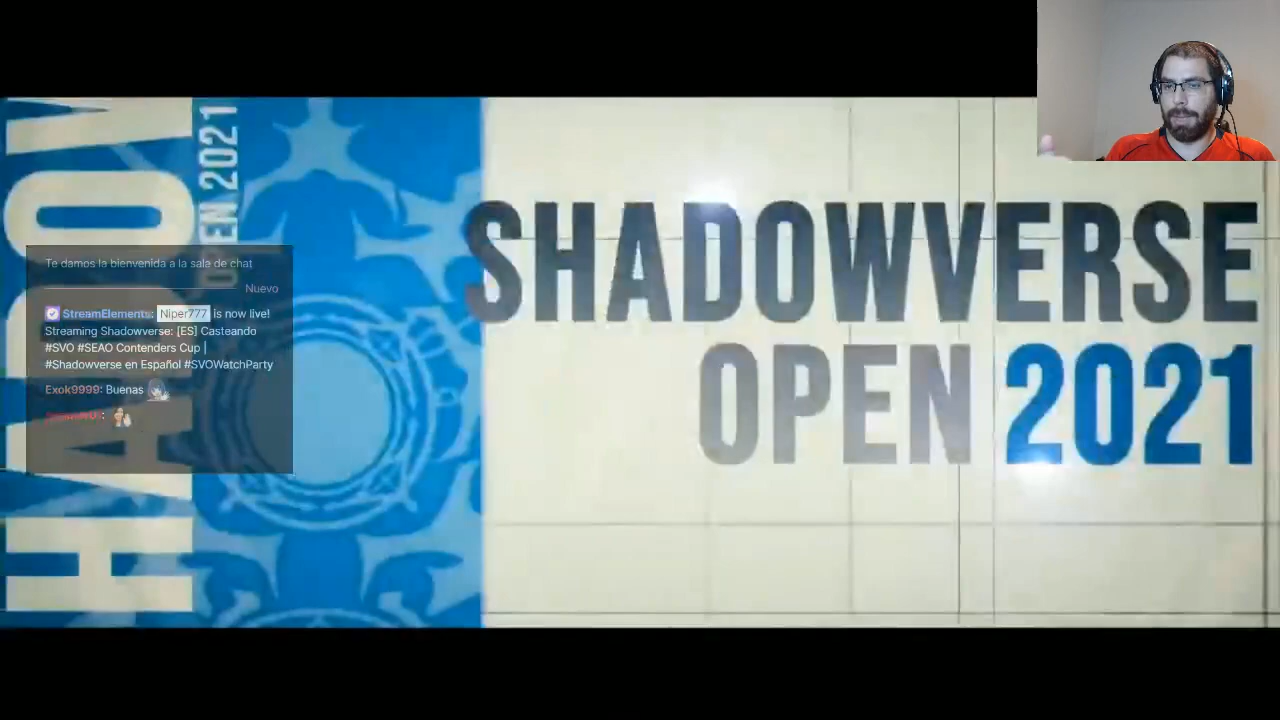 SHADOWVERSE
OPEN 2021
EN 2021
Te damos la bienvenida a la sala de chat
Nuevo
StreamElements: Niper777 is now live!
Streaming Shadowverse: [ES] Casteando
#SVO #SEAO Contenders Cup |
#Shadowverse en Español #SVOWatchParty
Exok9999: Buenas